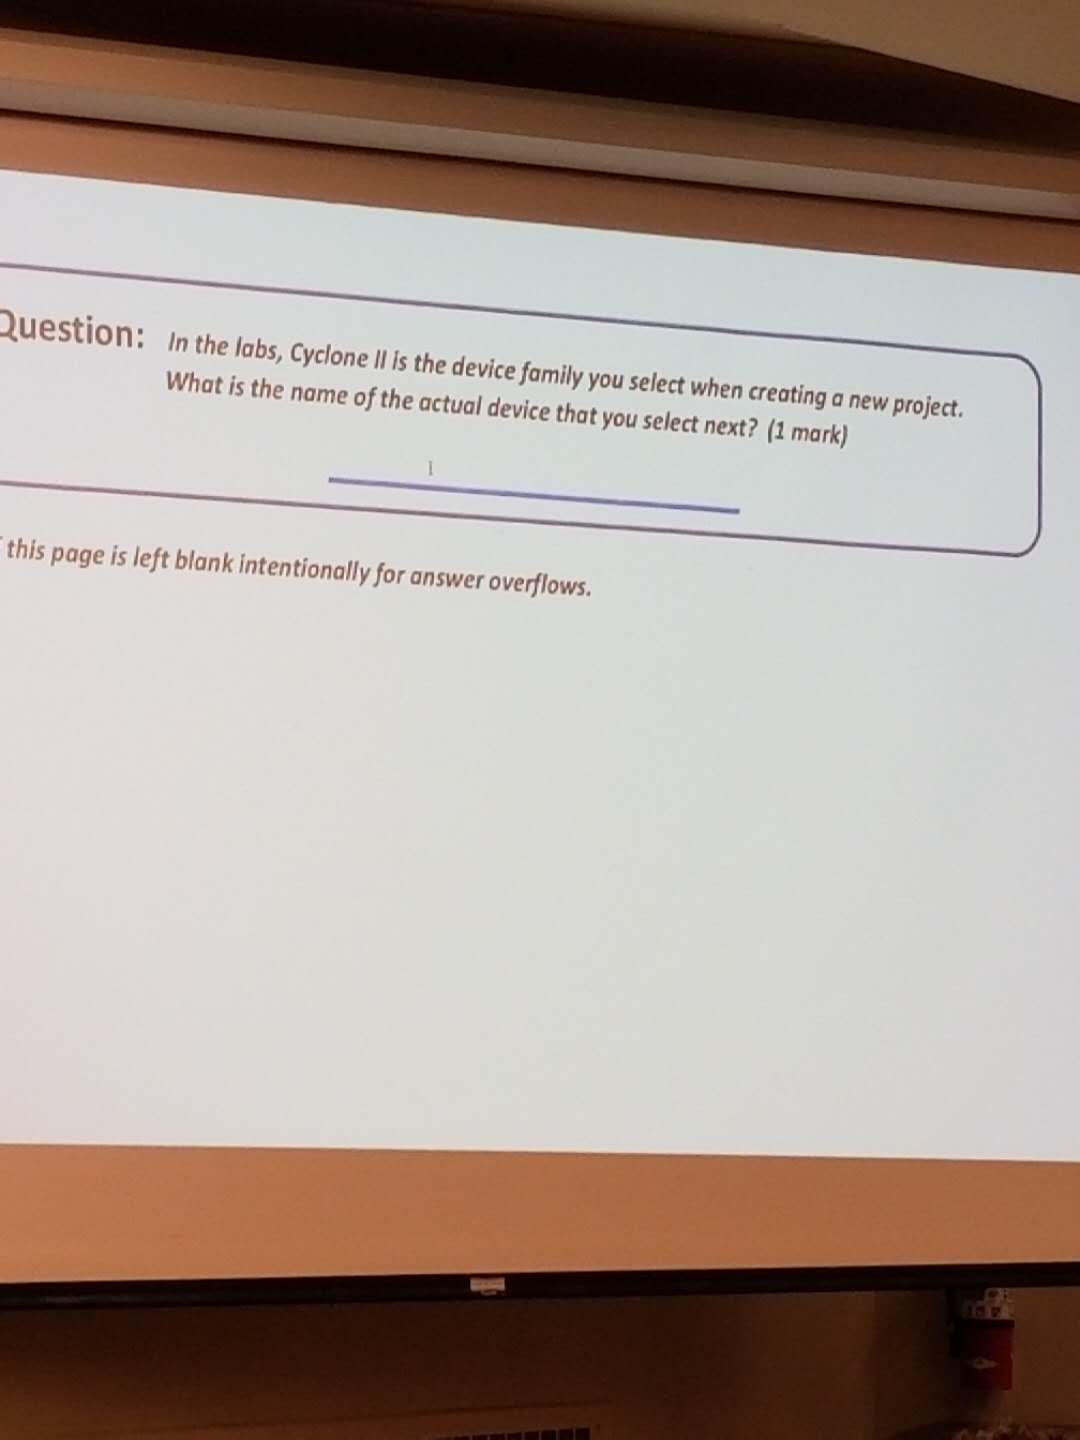 Question: In the labs, Cyclone II is the device family you select when creating a new project.
What is the name of the actual device that you select next? (1 mark)
this page is left blank intentionally for answer overflows.